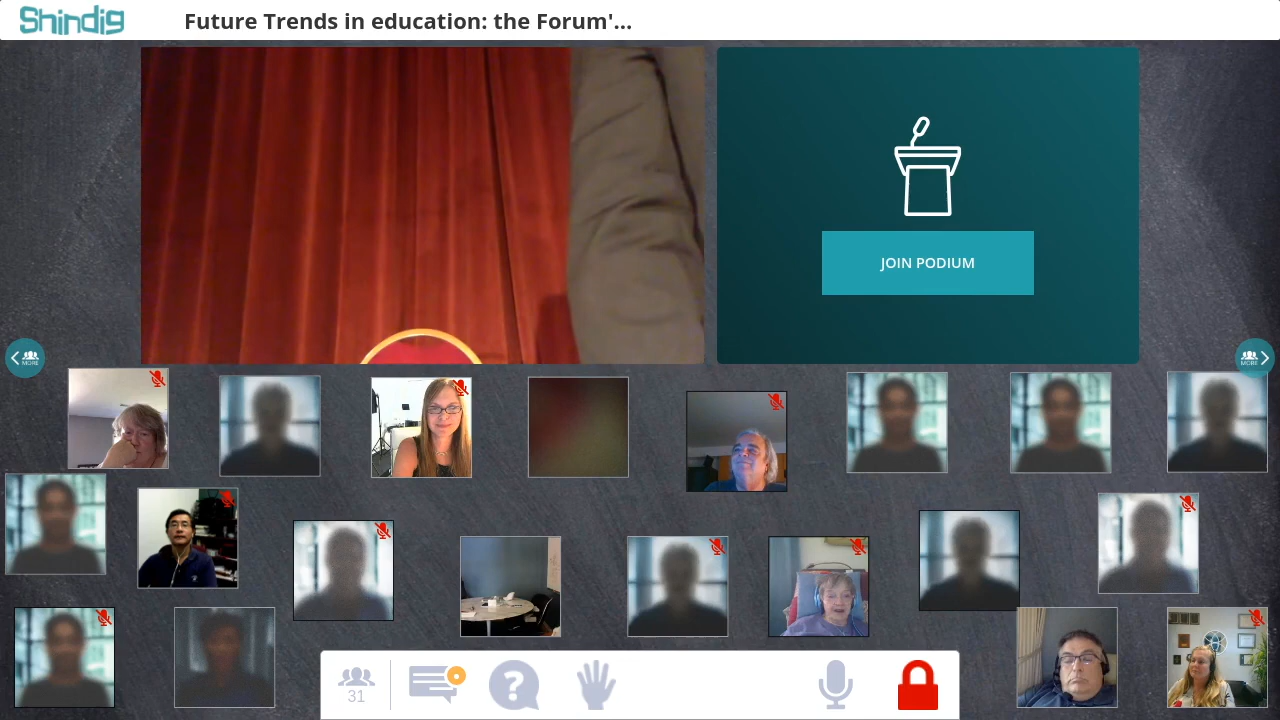 Shindig
Future Trends in education: the Forum'...
JOIN PODIUM
MORE
MORE
31